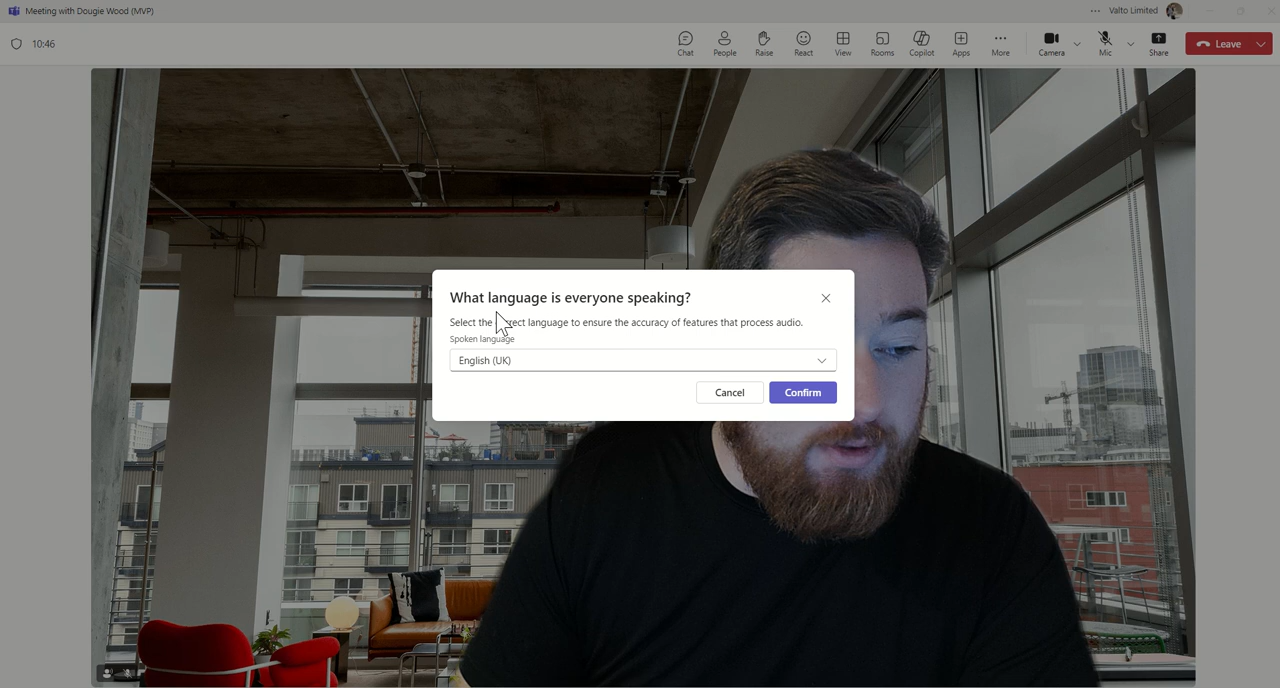 Meeting with Dougie Wood (MVP)
Valto Limited
10:46
Chat
People
Raise
React
View
Rooms
Copilot
Apps
More
Camera
Mic
Share
Leave
What language is everyone speaking?
Select the correct language to ensure the accuracy of features that process audio.
Spoken language
English (UK)
Cancel
Confirm